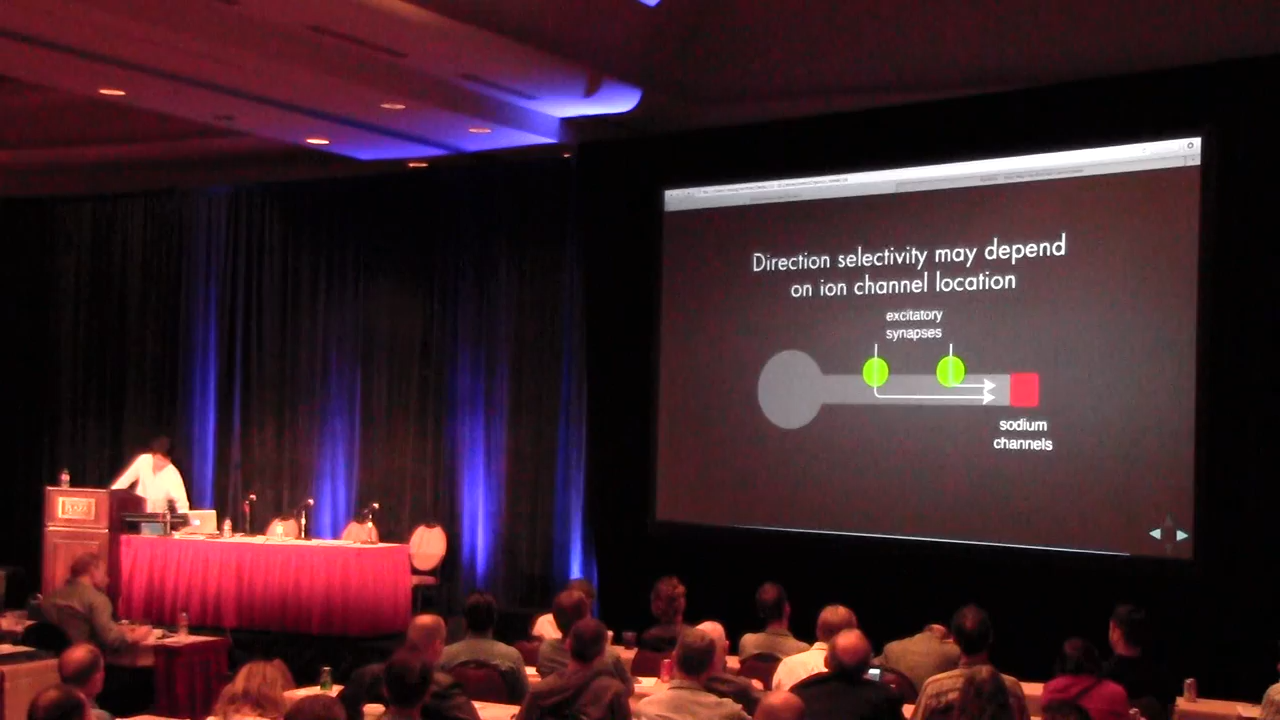 Direction selectivity may depend
on ion channel location
excitatory
synapses
sodium
channels